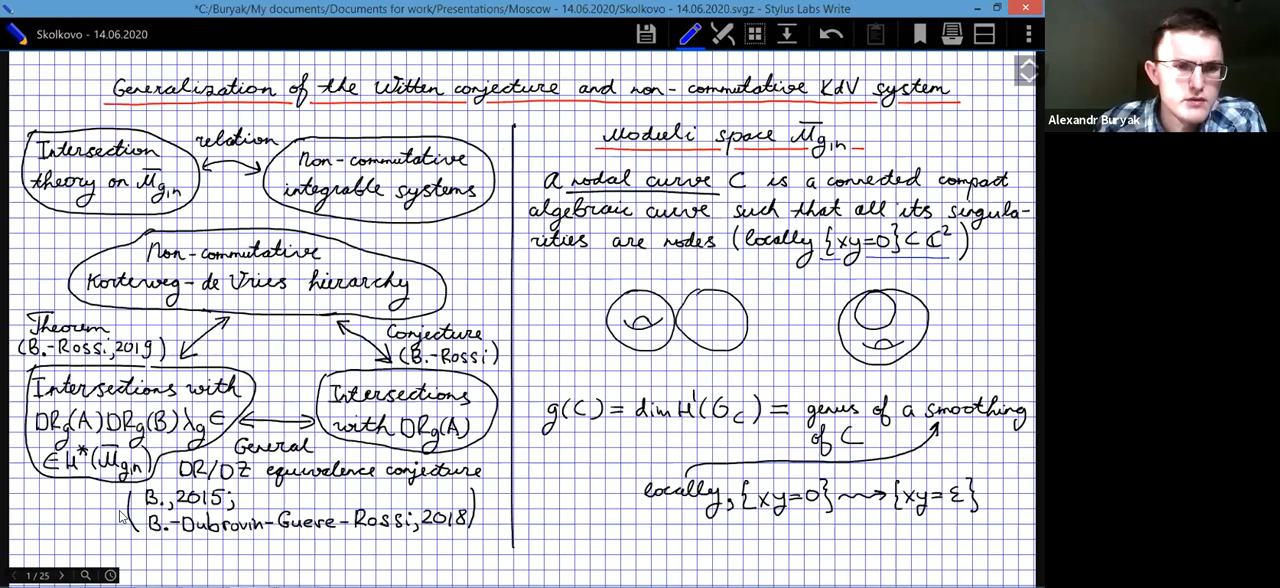 *C:/Buryak/My documents/Documents for work/Presentations/Moscow - 14.06.2020/Skolkovo - 14.06.2020.svgz - Stylus Labs Write
Skolkovo - 14.06.2020
Alexandr Buryak
Generalization of the Witten conjecture and non-commutative KdV system
Intersection
theory on M̅g,n
relation
Non-commutative
integrable systems
Non-commutative
Korteweg-de Vries hierarchy
Theorem
(B.-Rossi, 2019)
Conjecture
(B.-Rossi)
Intersections with
DRg(A)DRg(B)λg ∈
∈ H*(M̅g,n)
Intersections
with DRg(A)
General
DR/DZ equivalence conjecture
(B., 2015;
B.-Dubrovin-Guere-Rossi, 2018)
Moduli space M̅g,n
A nodal curve C is a connected compact
algebraic curve such that all its singula-
rities are nodes (locally {xy=0}⊂ℂ²)
g(C) = dim H¹(O_C) = genus of a smoothing
of C
locally, {xy=0} ⇝ {xy=ε}
1 / 25